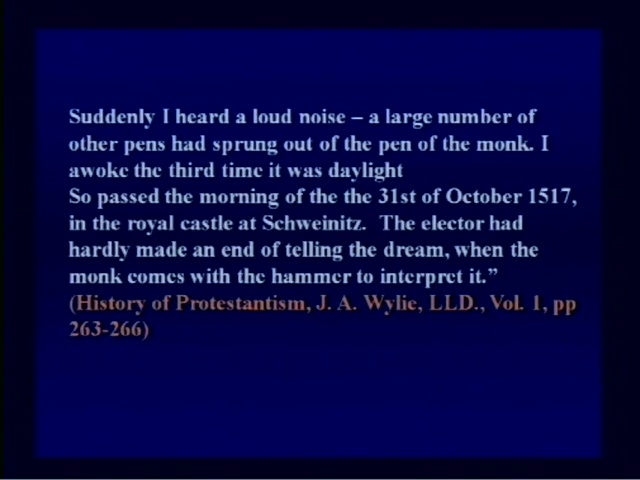 Suddenly I heard a loud noise – a large number of
other pens had sprung out of the pen of the monk. I
awoke the third time it was daylight
So passed the morning of the the 31st of October 1517,
in the royal castle at Schweinitz.  The elector had
hardly made an end of telling the dream, when the
monk comes with the hammer to interpret it.”
(History of Protestantism, J. A. Wylie, LLD., Vol. 1, pp
263-266)